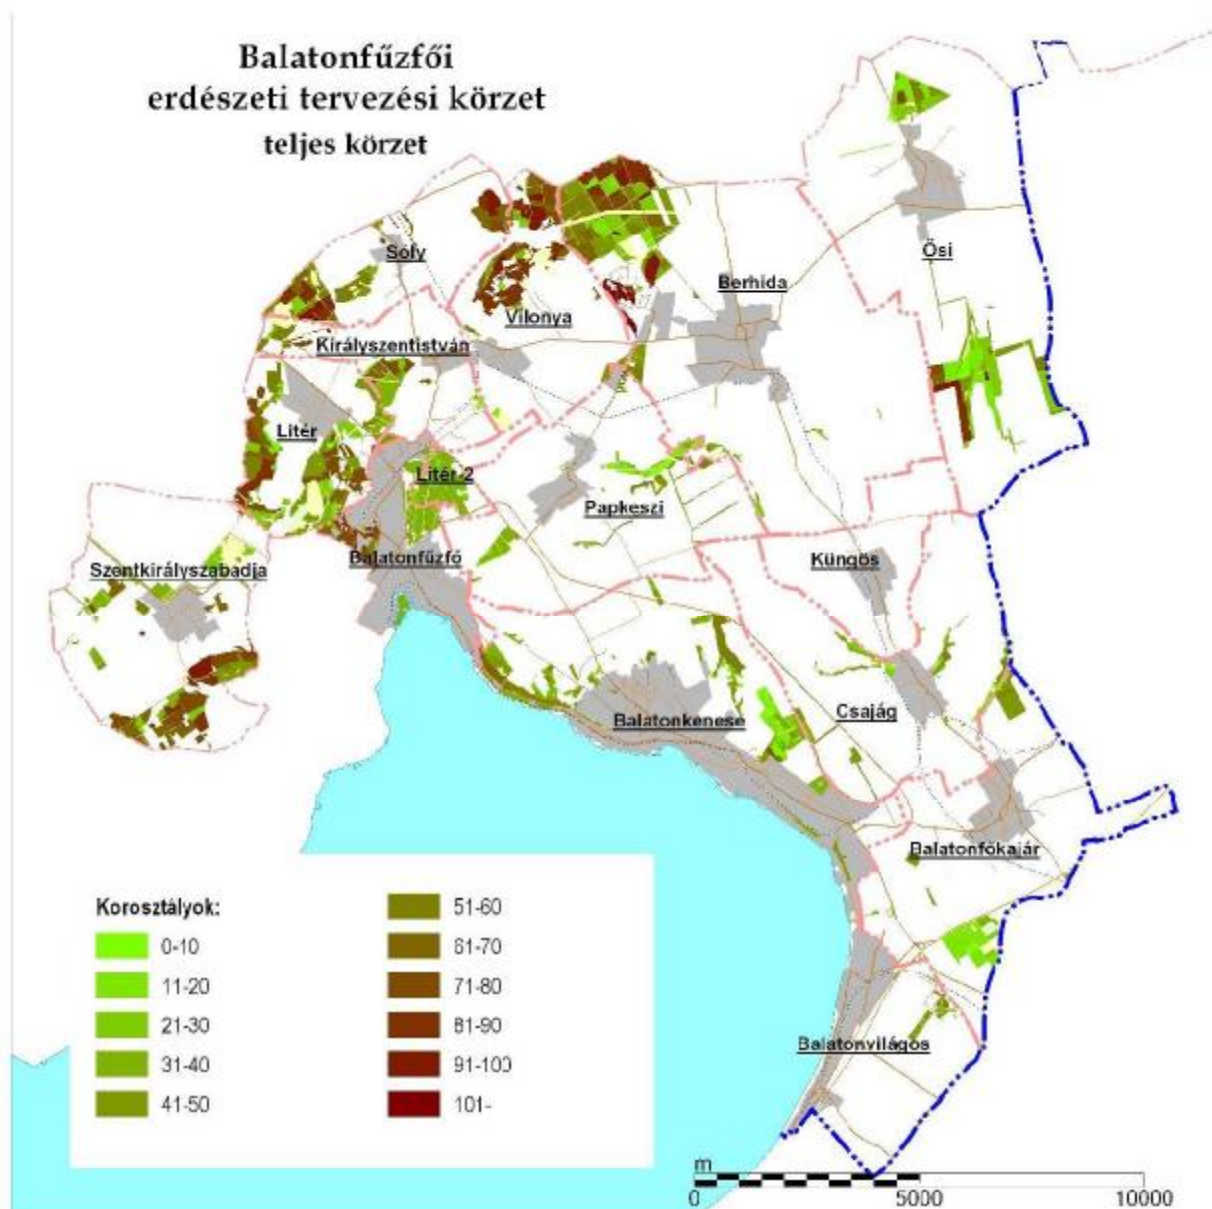 Balatonfűzfői
erdészeti tervezési körzet
teljes körzet
Ősi
Sóly
Berhida
Vilonya
Királyszentistván
Litér
Litér-2
Papkeszi
Balatonfűzfő
Küngös
Szentkirályszabadja
Csajág
Balatonkenese
Balatonfőkajár
Balatonvilágos
Korosztályok:
0-10
11-20
21-30
31-40
41-50
51-60
61-70
71-80
81-90
91-100
101-
m
0
5000
10000